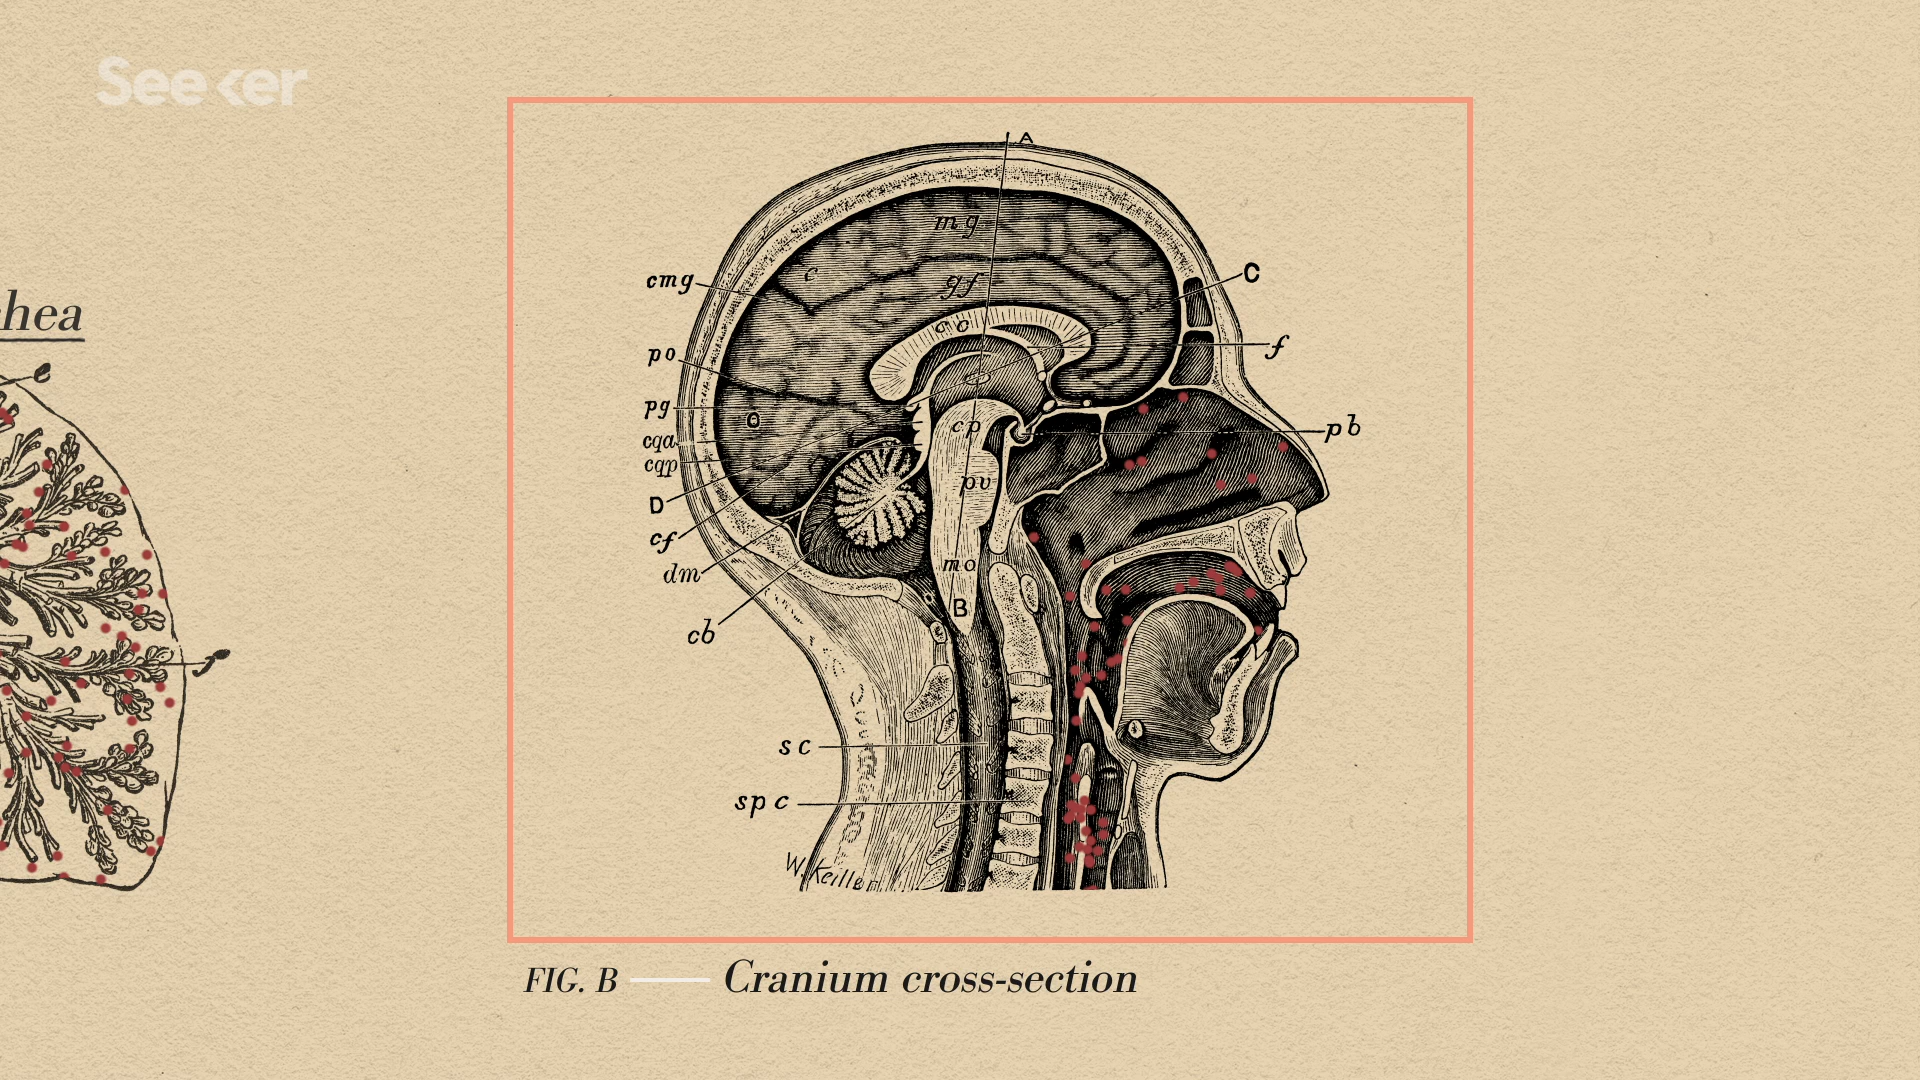 Seeker
hea
e
f
A
mg
c
cmg
gf
C
cc
po
f
pg
O
cp
pb
cqa
cqp
pv
D
cf
dm
mo
B
cb
sc
spc
W. Keiller
FIG. B — Cranium cross-section